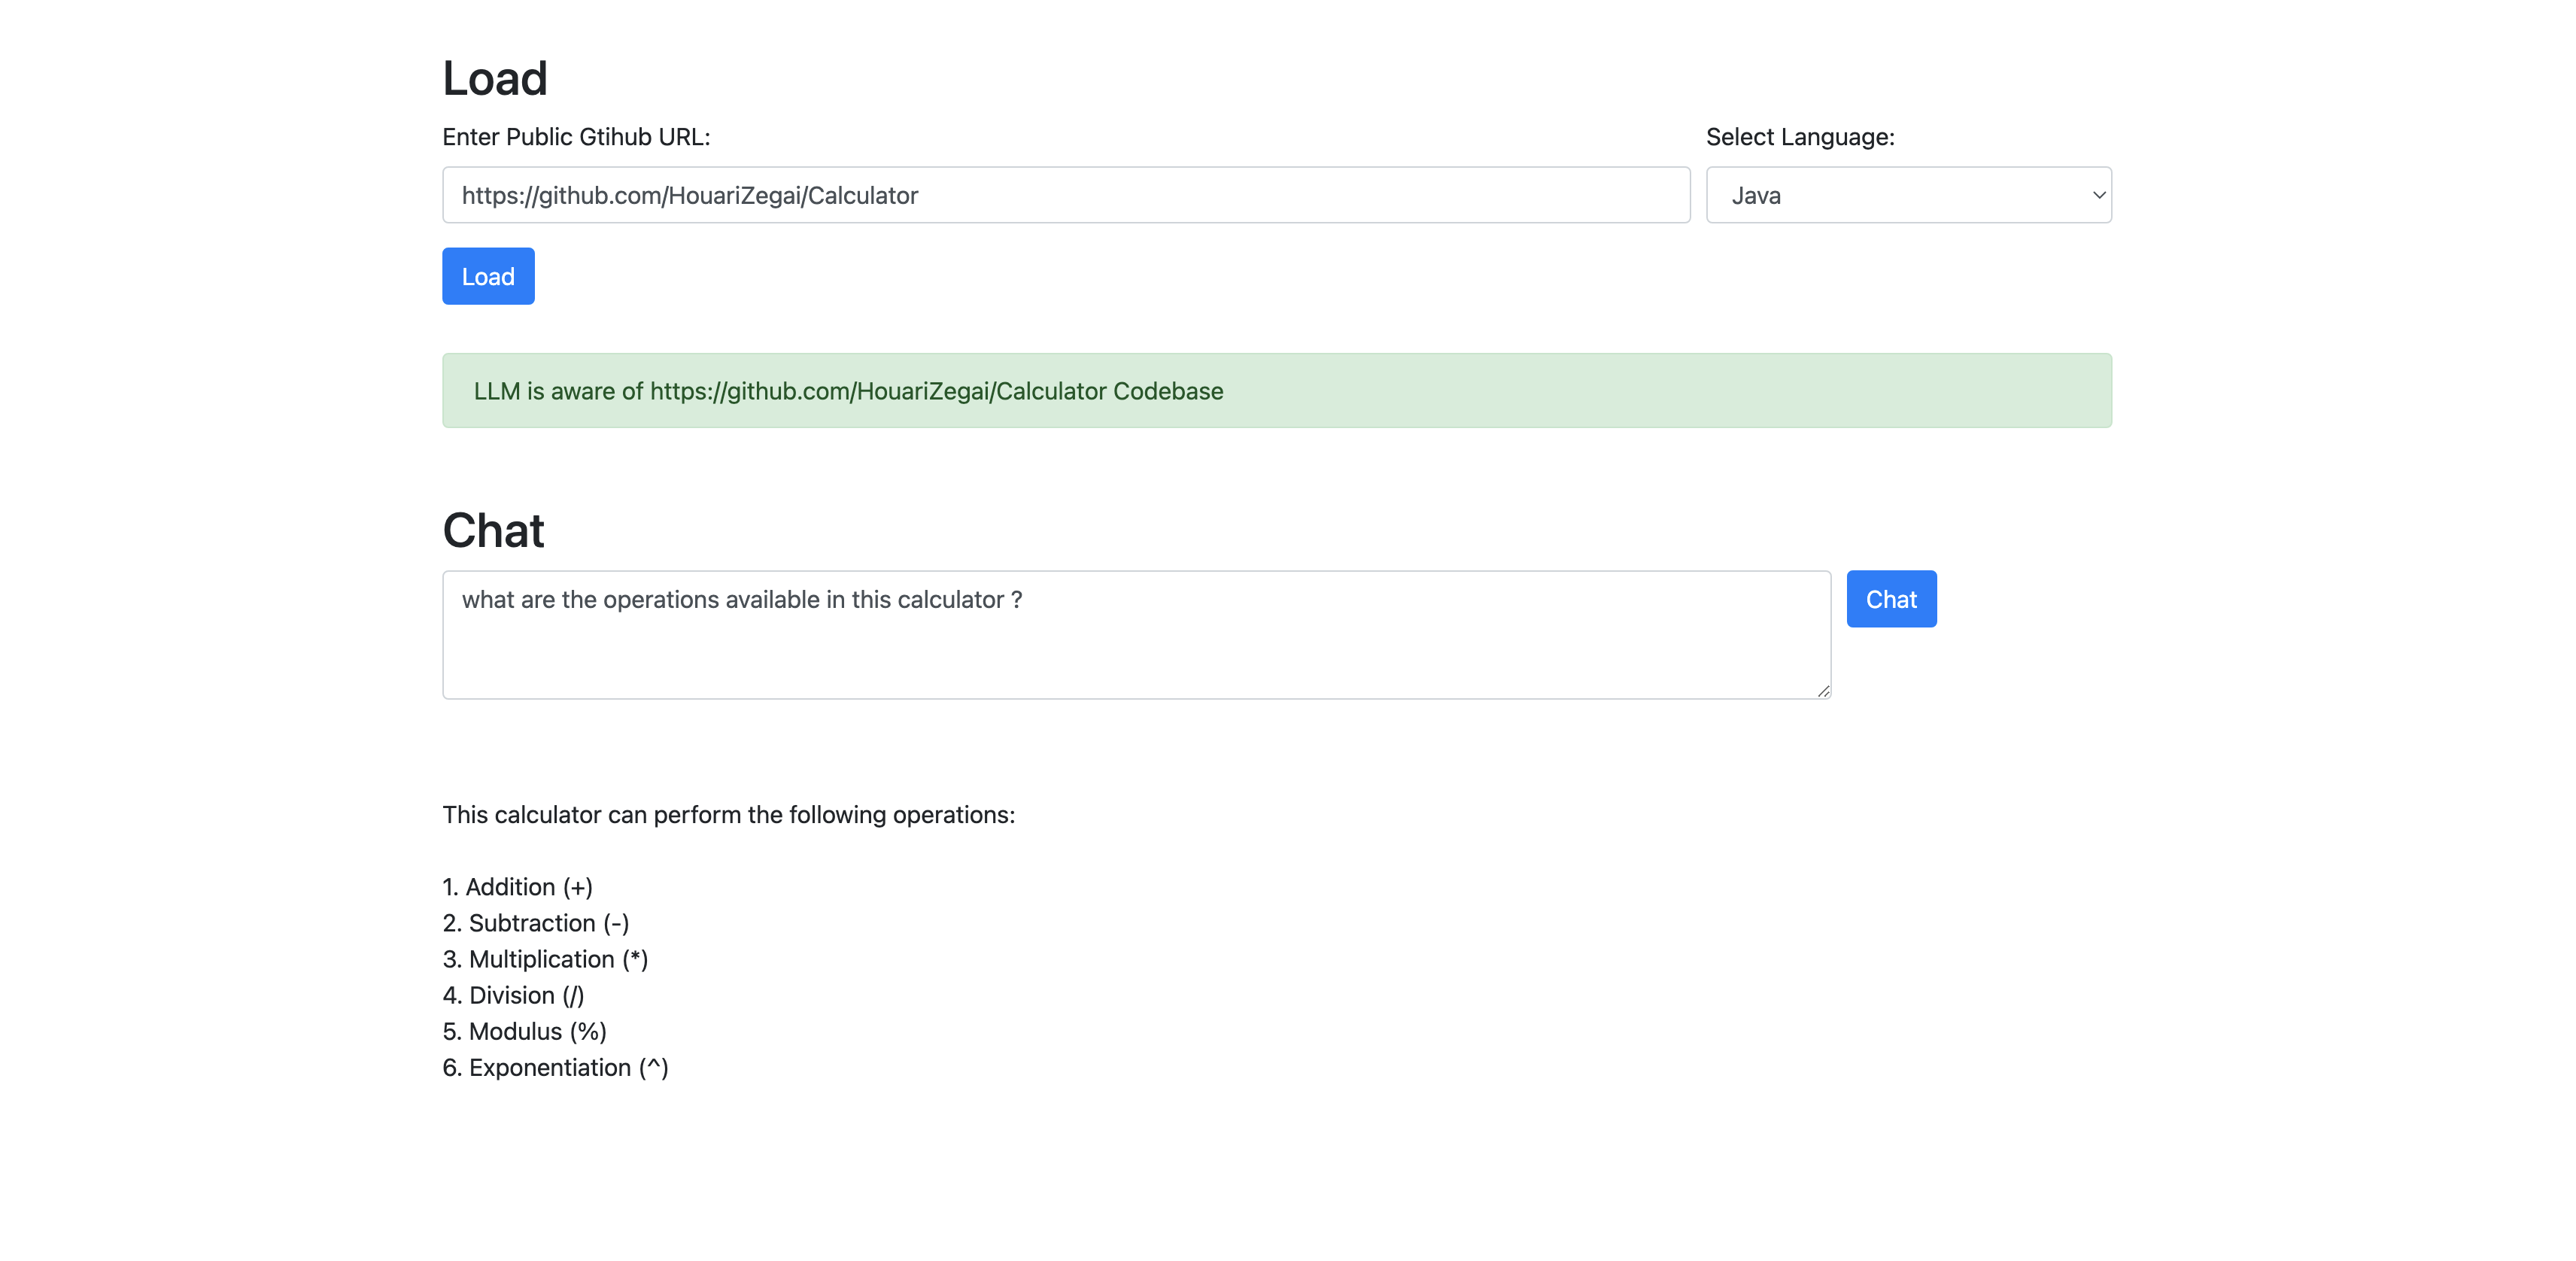 Load
Enter Public Gtihub URL:
Select Language:
https://github.com/HouariZegai/Calculator
Java
Load
LLM is aware of https://github.com/HouariZegai/Calculator Codebase
Chat
what are the operations available in this calculator ?
Chat
This calculator can perform the following operations:
1. Addition (+)
2. Subtraction (-)
3. Multiplication (*)
4. Division (/)
5. Modulus (%)
6. Exponentiation (^)